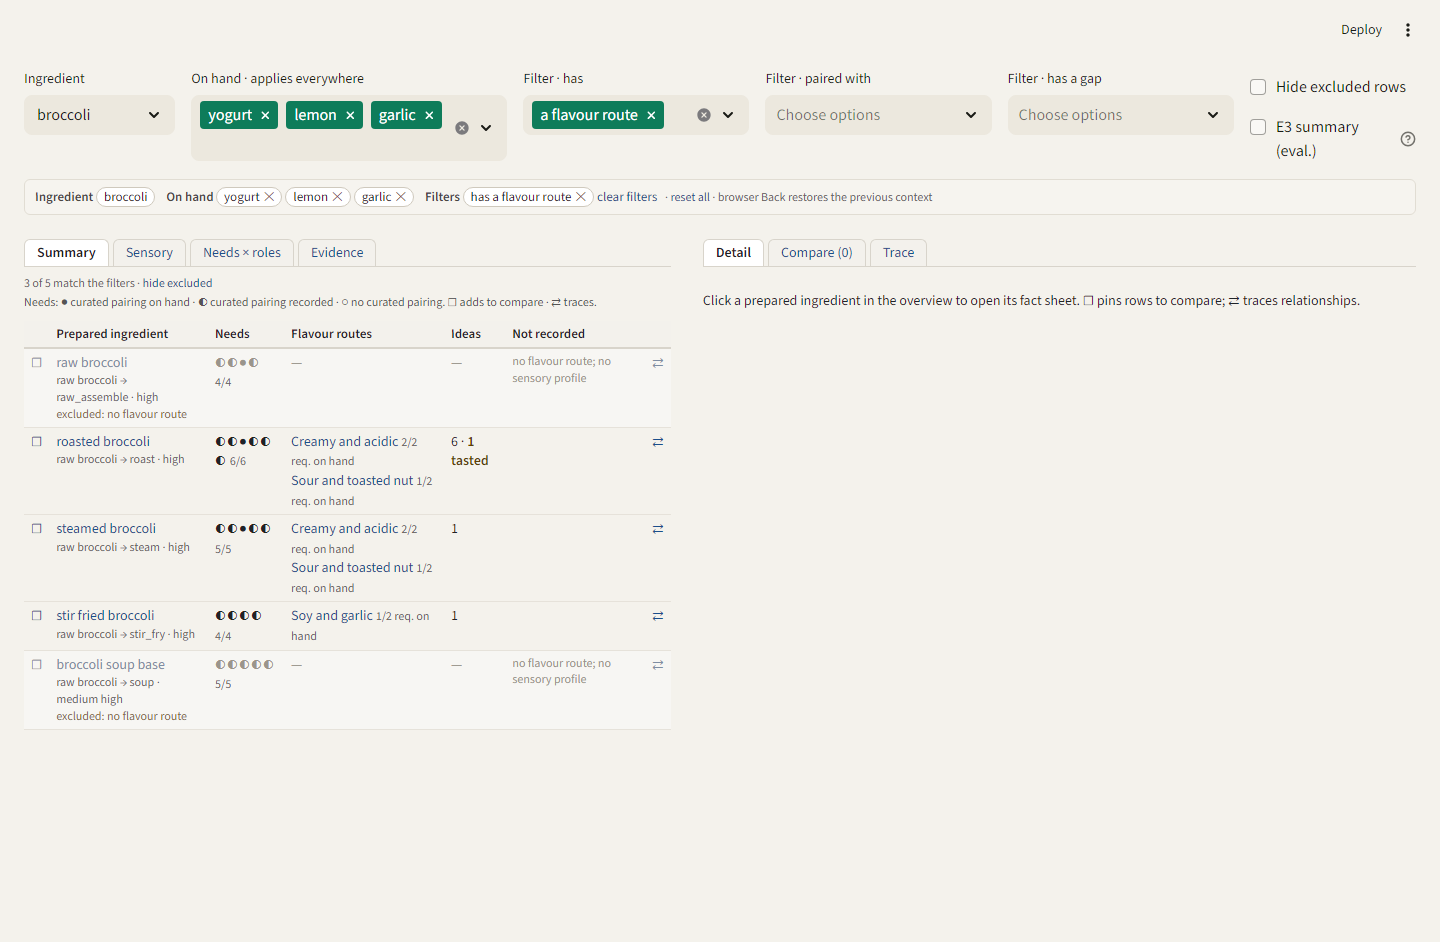 Deploy
Ingredient
On hand · applies everywhere
Filter · has
Filter · paired with
Filter · has a gap
Hide excluded rows
broccoli
yogurt × lemon × garlic ×
a flavour route ×
Choose options
Choose options
E3 summary
(eval.)
Ingredient broccoli On hand yogurt × lemon × garlic × Filters has a flavour route × clear filters · reset all · browser Back restores the previous context
Summary Sensory Needs × roles Evidence
3 of 5 match the filters · hide excluded
Needs: ● curated pairing on hand · ◐ curated pairing recorded · ○ no curated pairing. ❐ adds to compare · ⇄ traces.
Prepared ingredient Needs Flavour routes Ideas Not recorded
❐ raw broccoli ◐◐●◐ — — no flavour route; no ⇄
raw broccoli → 4/4 sensory profile
raw_assemble · high
excluded: no flavour route
❐ roasted broccoli ◐◐●◐◐ Creamy and acidic 2/2 6 · 1 ⇄
raw broccoli → roast · high ◐ 6/6 req. on hand tasted
Sour and toasted nut 1/2
req. on hand
❐ steamed broccoli ◐◐●◐◐ Creamy and acidic 2/2 1 ⇄
raw broccoli → steam · high 5/5 req. on hand
Sour and toasted nut 1/2
req. on hand
❐ stir fried broccoli ◐◐◐◐ Soy and garlic 1/2 req. on 1 ⇄
raw broccoli → stir_fry · high 4/4 hand
❐ broccoli soup base ◐◐◐◐◐ — — no flavour route; no ⇄
raw broccoli → soup · 5/5 sensory profile
medium high
excluded: no flavour route
Detail Compare (0) Trace
Click a prepared ingredient in the overview to open its fact sheet. ❐ pins rows to compare; ⇄ traces relationships.